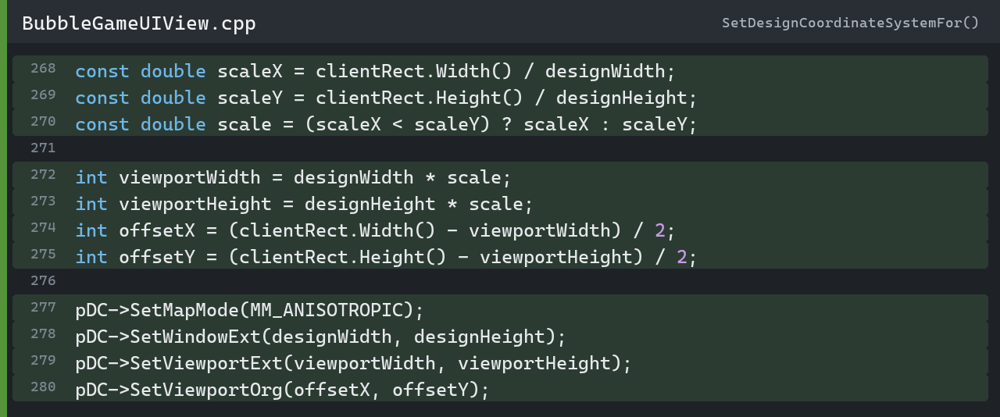 BubbleGameUIView.cpp
SetDesignCoordinateSystemFor()
268 const double scaleX = clientRect.Width() / designWidth;
269 const double scaleY = clientRect.Height() / designHeight;
270 const double scale = (scaleX < scaleY) ? scaleX : scaleY;
271
272 int viewportWidth = designWidth * scale;
273 int viewportHeight = designHeight * scale;
274 int offsetX = (clientRect.Width() - viewportWidth) / 2;
275 int offsetY = (clientRect.Height() - viewportHeight) / 2;
276
277 pDC->SetMapMode(MM_ANISOTROPIC);
278 pDC->SetWindowExt(designWidth, designHeight);
279 pDC->SetViewportExt(viewportWidth, viewportHeight);
280 pDC->SetViewportOrg(offsetX, offsetY);